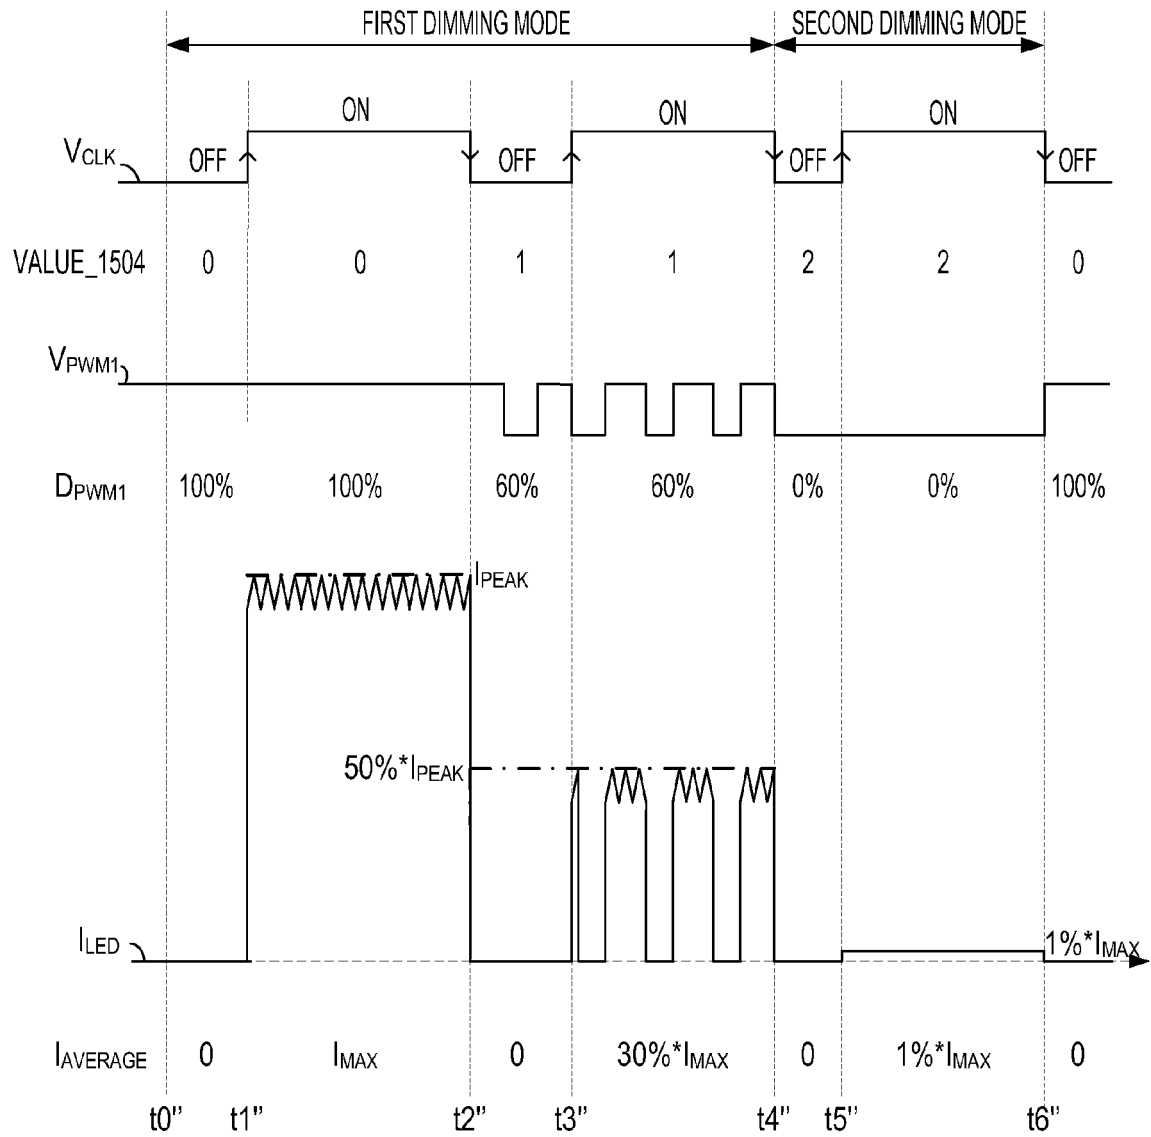 FIRST DIMMING MODE SECOND DIMMING MODE
ON ON ON
VCLK OFF OFF OFF OFF
VALUE_1504 0 0 1 1 2 2 0
VPWM1
DPWM1 100% 100% 60% 60% 0% 0% 100%
IPEAK
50%*IPEAK
ILED 1%*IMAX
IAVERAGE 0 IMAX 0 30%*IMAX 0 1%*IMAX 0
t0" t1" t2" t3" t4" t5" t6"